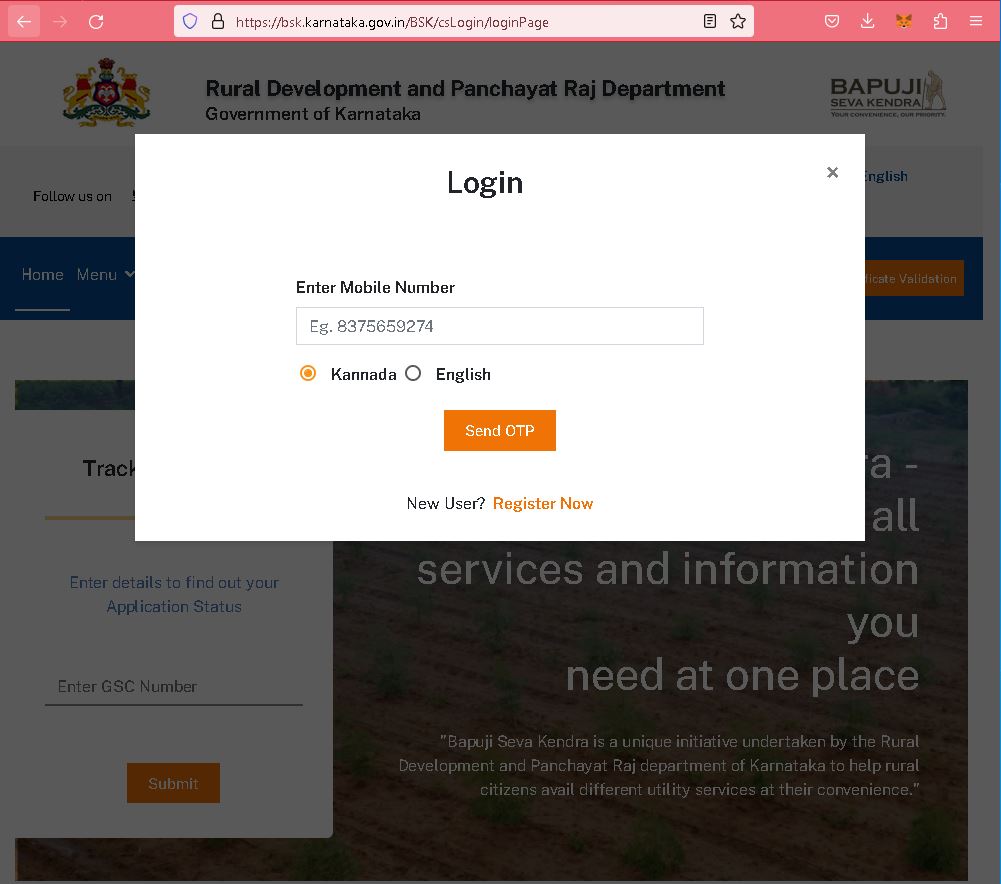 https://bsk.karnataka.gov.in/BSK/csLogin/loginPage
Rural Development and Panchayat Raj Department
Government of Karnataka
BAPUJI
SEVA KENDRA
YOUR CONVENIENCE, OUR PRIORITY.
Login
×
English
Follow us on
Home Menu
Enter Mobile Number
Validation
Eg. 8375659274
Kannada English
Send OTP
Track
New User? Register Now
all
services and information
you
need at one place
Enter details to find out your
Application Status
Enter GSC Number
Submit
"Bapuji Seva Kendra is a unique initiative undertaken by the Rural
Development and Panchayat Raj department of Karnataka to help rural
citizens avail different utility services at their convenience."